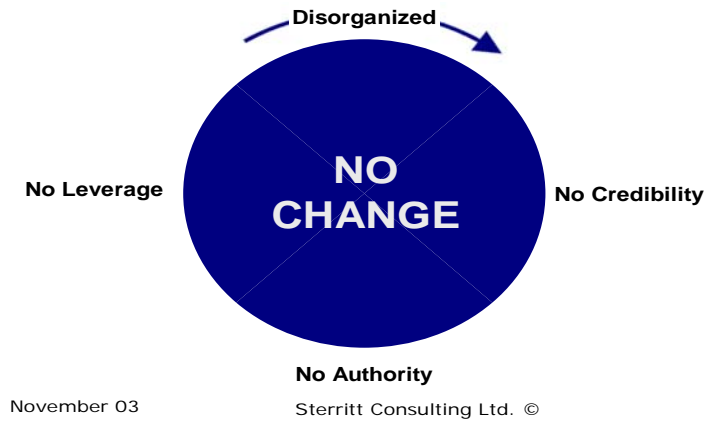 Disorganized
No Leverage
NO
CHANGE
No Credibility
No Authority
November 03
Sterritt Consulting Ltd. ©